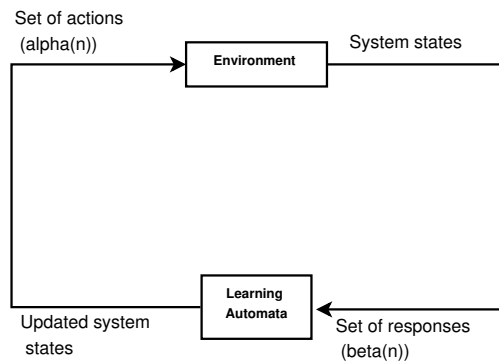 Set of actions
(alpha(n))
Environment
System states
Learning
Automata
Updated system
states
Set of responses
(beta(n))